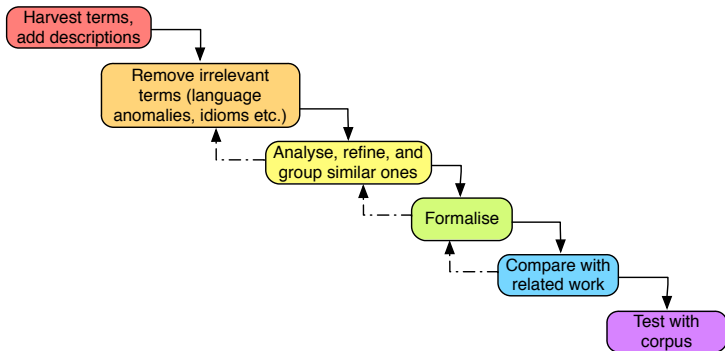 Harvest terms,
add descriptions
Remove irrelevant
terms (language
anomalies, idioms etc.)
Analyse, refine, and
group similar ones
Formalise
Compare with
related work
Test with
corpus